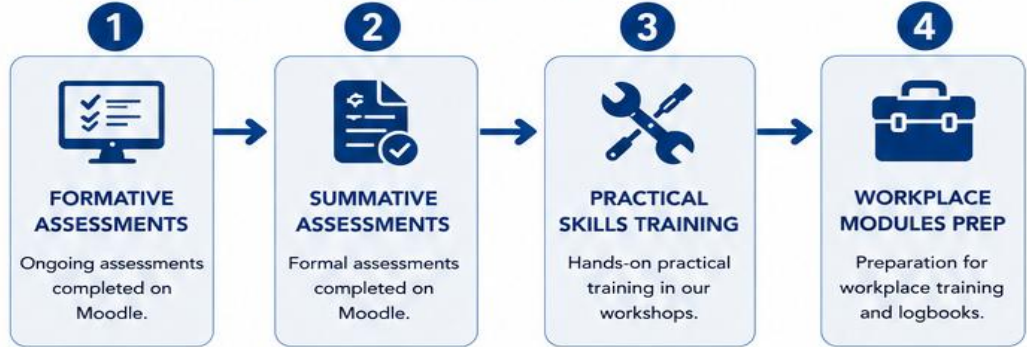 1
FORMATIVE
ASSESSMENTS
Ongoing assessments
completed on
Moodle.
2
SUMMATIVE
ASSESSMENTS
Formal assessments
completed on
Moodle.
3
PRACTICAL
SKILLS TRAINING
Hands-on practical
training in our
workshops.
4
WORKPLACE
MODULES PREP
Preparation for
workplace training
and logbooks.